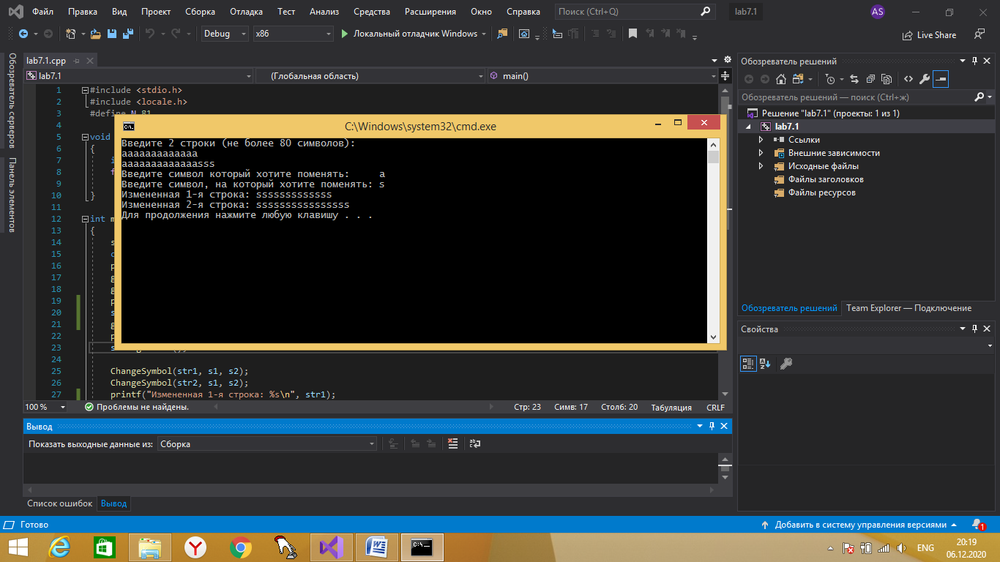 Файл Правка Вид Проект Сборка Отладка Тест Анализ Средства Расширения Окно Справка Поиск (Ctrl+Q) lab7.1 AS
Debug x86 Локальный отладчик Windows Live Share
Обозреватель серверов
Панель элементов
lab7.1.cpp
lab7.1 (Глобальная область) main()
1 #include <stdio.h>
2 #include <locale.h>
3 #define N 81
4
5 void
6 {
7
8
9
10 }
11
12 int m
13 {
14
15
16
17
18
19
20
21
22
23
24
25 ChangeSymbol(str1, s1, s2);
26 ChangeSymbol(str2, s1, s2);
27 printf("Измененная 1-я строка: %s\n", str1);
C:\Windows\system32\cmd.exe
Введите 2 строки (не более 80 символов):
aaaaaaaaaaaaa
aaaaaaaaaaaaasss
Введите символ который хотите поменять: a
Введите символ, на который хотите поменять: s
Измененная 1-я строка: sssssssssssss
Измененная 2-я строка: ssssssssssssssss
Для продолжения нажмите любую клавишу . . .
100 % Проблемы не найдены. Стр: 23 Симв: 17 Столб: 20 Табуляция CRLF
Вывод
Показать выходные данные из: Сборка
Список ошибок Вывод
Обозреватель решений
Обозреватель решений — поиск (Ctrl+ж)
Решение "lab7.1" (проекты: 1 из 1)
lab7.1
Ссылки
Внешние зависимости
Исходные файлы
Файлы заголовков
Файлы ресурсов
Обозреватель решений Team Explorer — Подключение
Свойства
Готово Добавить в систему управления версиями 1
ENG 20:19
06.12.2020